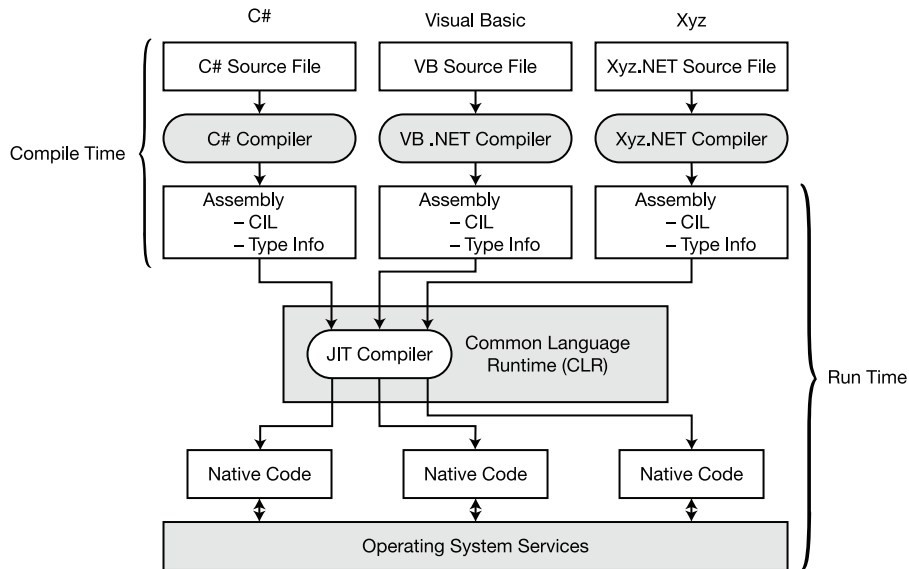 C#
Visual Basic
Xyz
C# Source File
VB Source File
Xyz.NET Source File
Compile Time
C# Compiler
VB .NET Compiler
Xyz.NET Compiler
Assembly
– CIL
– Type Info
Assembly
– CIL
– Type Info
Assembly
– CIL
– Type Info
JIT Compiler
Common Language
Runtime (CLR)
Run Time
Native Code
Native Code
Native Code
Operating System Services